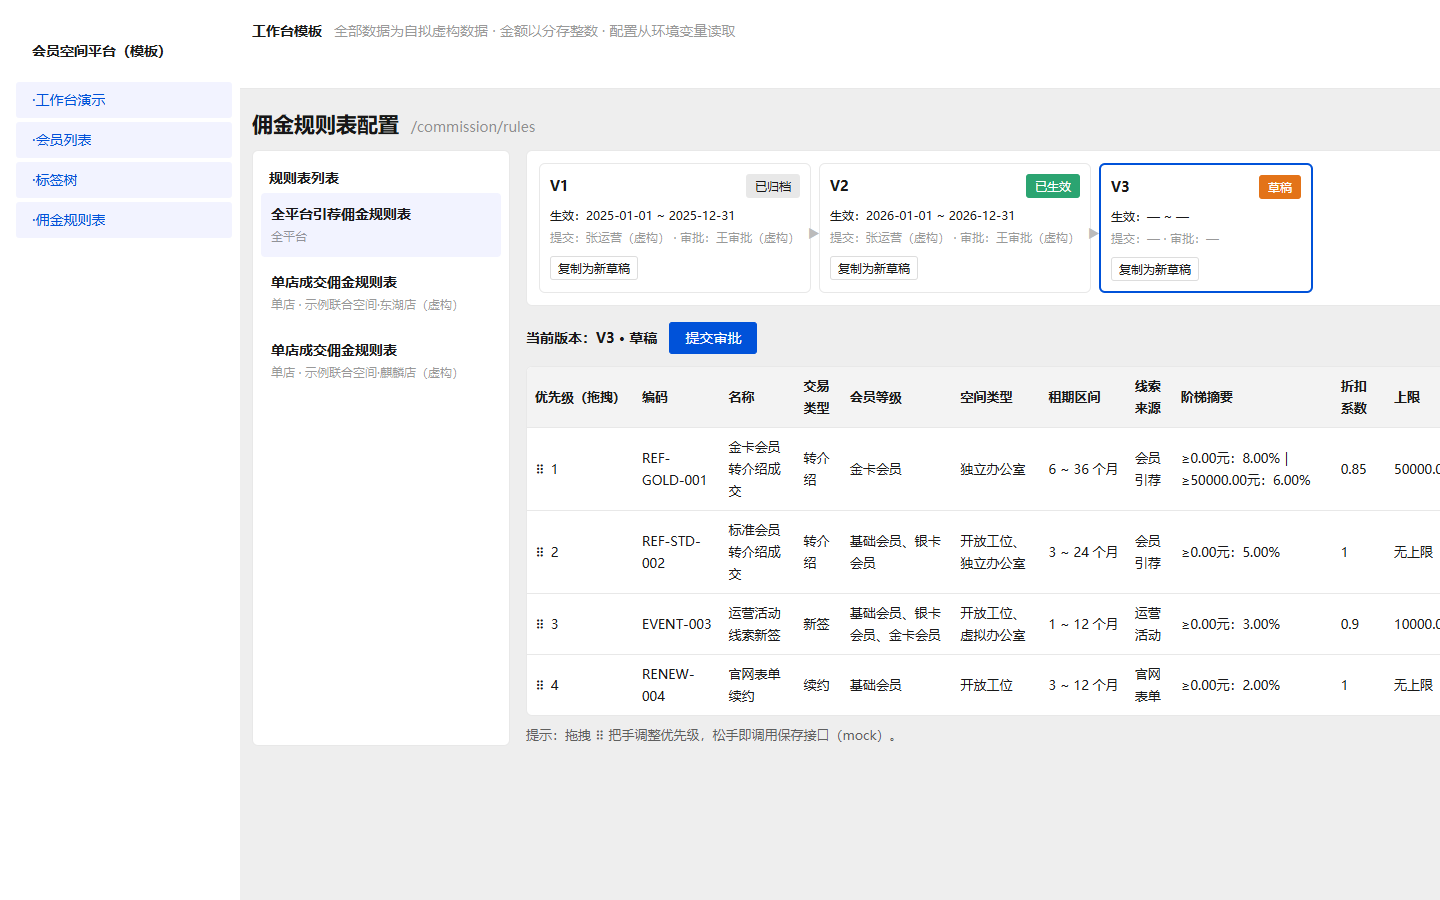 会员空间平台（模板）
·工作台演示
·会员列表
·标签树
·佣金规则表
工作台模板 全部数据为自拟虚构数据 · 金额以分存整数 · 配置从环境变量读取
佣金规则表配置 /commission/rules
规则表列表
全平台引荐佣金规则表
全平台
单店成交佣金规则表
单店 · 示例联合空间·东湖店（虚构）
单店成交佣金规则表
单店 · 示例联合空间·麒麟店（虚构）
V1 已归档
生效：2025-01-01 ~ 2025-12-31
提交：张运营（虚构） · 审批：王审批（虚构）
复制为新草稿
▶
V2 已生效
生效：2026-01-01 ~ 2026-12-31
提交：张运营（虚构） · 审批：王审批（虚构）
复制为新草稿
▶
V3 草稿
生效：— ~ —
提交：— · 审批：—
复制为新草稿
当前版本：V3 • 草稿 提交审批
优先级（拖拽） 编码 名称 交易类型 会员等级 空间类型 租期区间 线索来源 阶梯摘要 折扣系数 上限
⠿ 1 REF-GOLD-001 金卡会员转介绍成交 转介绍 金卡会员 独立办公室 6 ~ 36 个月 会员引荐 ≥0.00元：8.00% | ≥50000.00元：6.00% 0.85 50000.0
⠿ 2 REF-STD-002 标准会员转介绍成交 转介绍 基础会员、银卡会员 开放工位、独立办公室 3 ~ 24 个月 会员引荐 ≥0.00元：5.00% 1 无上限
⠿ 3 EVENT-003 运营活动线索新签 新签 基础会员、银卡会员、金卡会员 开放工位、虚拟办公室 1 ~ 12 个月 运营活动 ≥0.00元：3.00% 0.9 10000.0
⠿ 4 RENEW-004 官网表单续约 续约 基础会员 开放工位 3 ~ 12 个月 官网表单 ≥0.00元：2.00% 1 无上限
提示：拖拽 ⠿ 把手调整优先级，松手即调用保存接口（mock）。